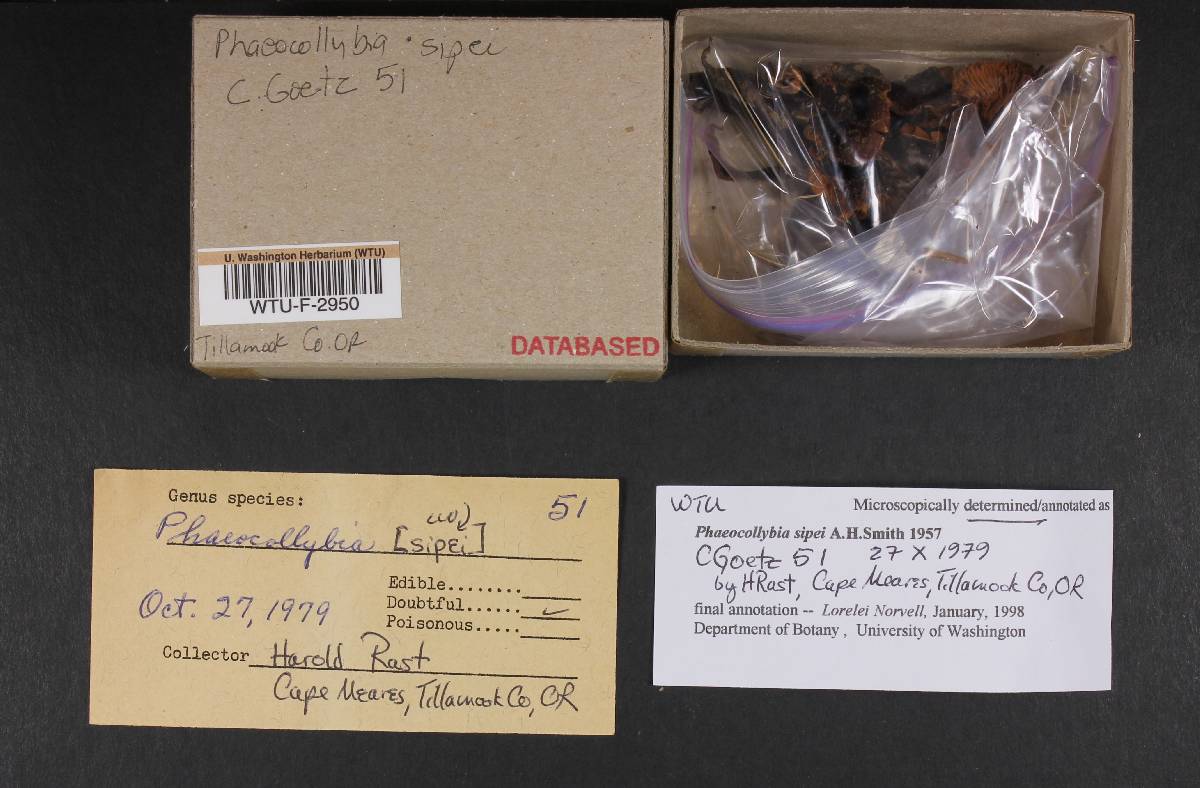 Phaeocollybia · sipei
C. Goetz 51
U. Washington Herbarium (WTU)
WTU-F-2950
Tillamook Co. OR
DATABASED
Genus species:
51
Phaeocollybia [sipei]
Edible........
Oct. 27, 1979
Doubtful......✓
Poisonous.....
Collector Harold Rast
Cape Meares, Tillamook Co, OR
WTU
Microscopically determined/annotated as
Phaeocollybia sipei A.H.Smith 1957
CGoetz 51 27 X 1979
by HRast, Cape Meares, Tillamook Co, OR
final annotation -- Lorelei Norvell, January, 1998
Department of Botany , University of Washington